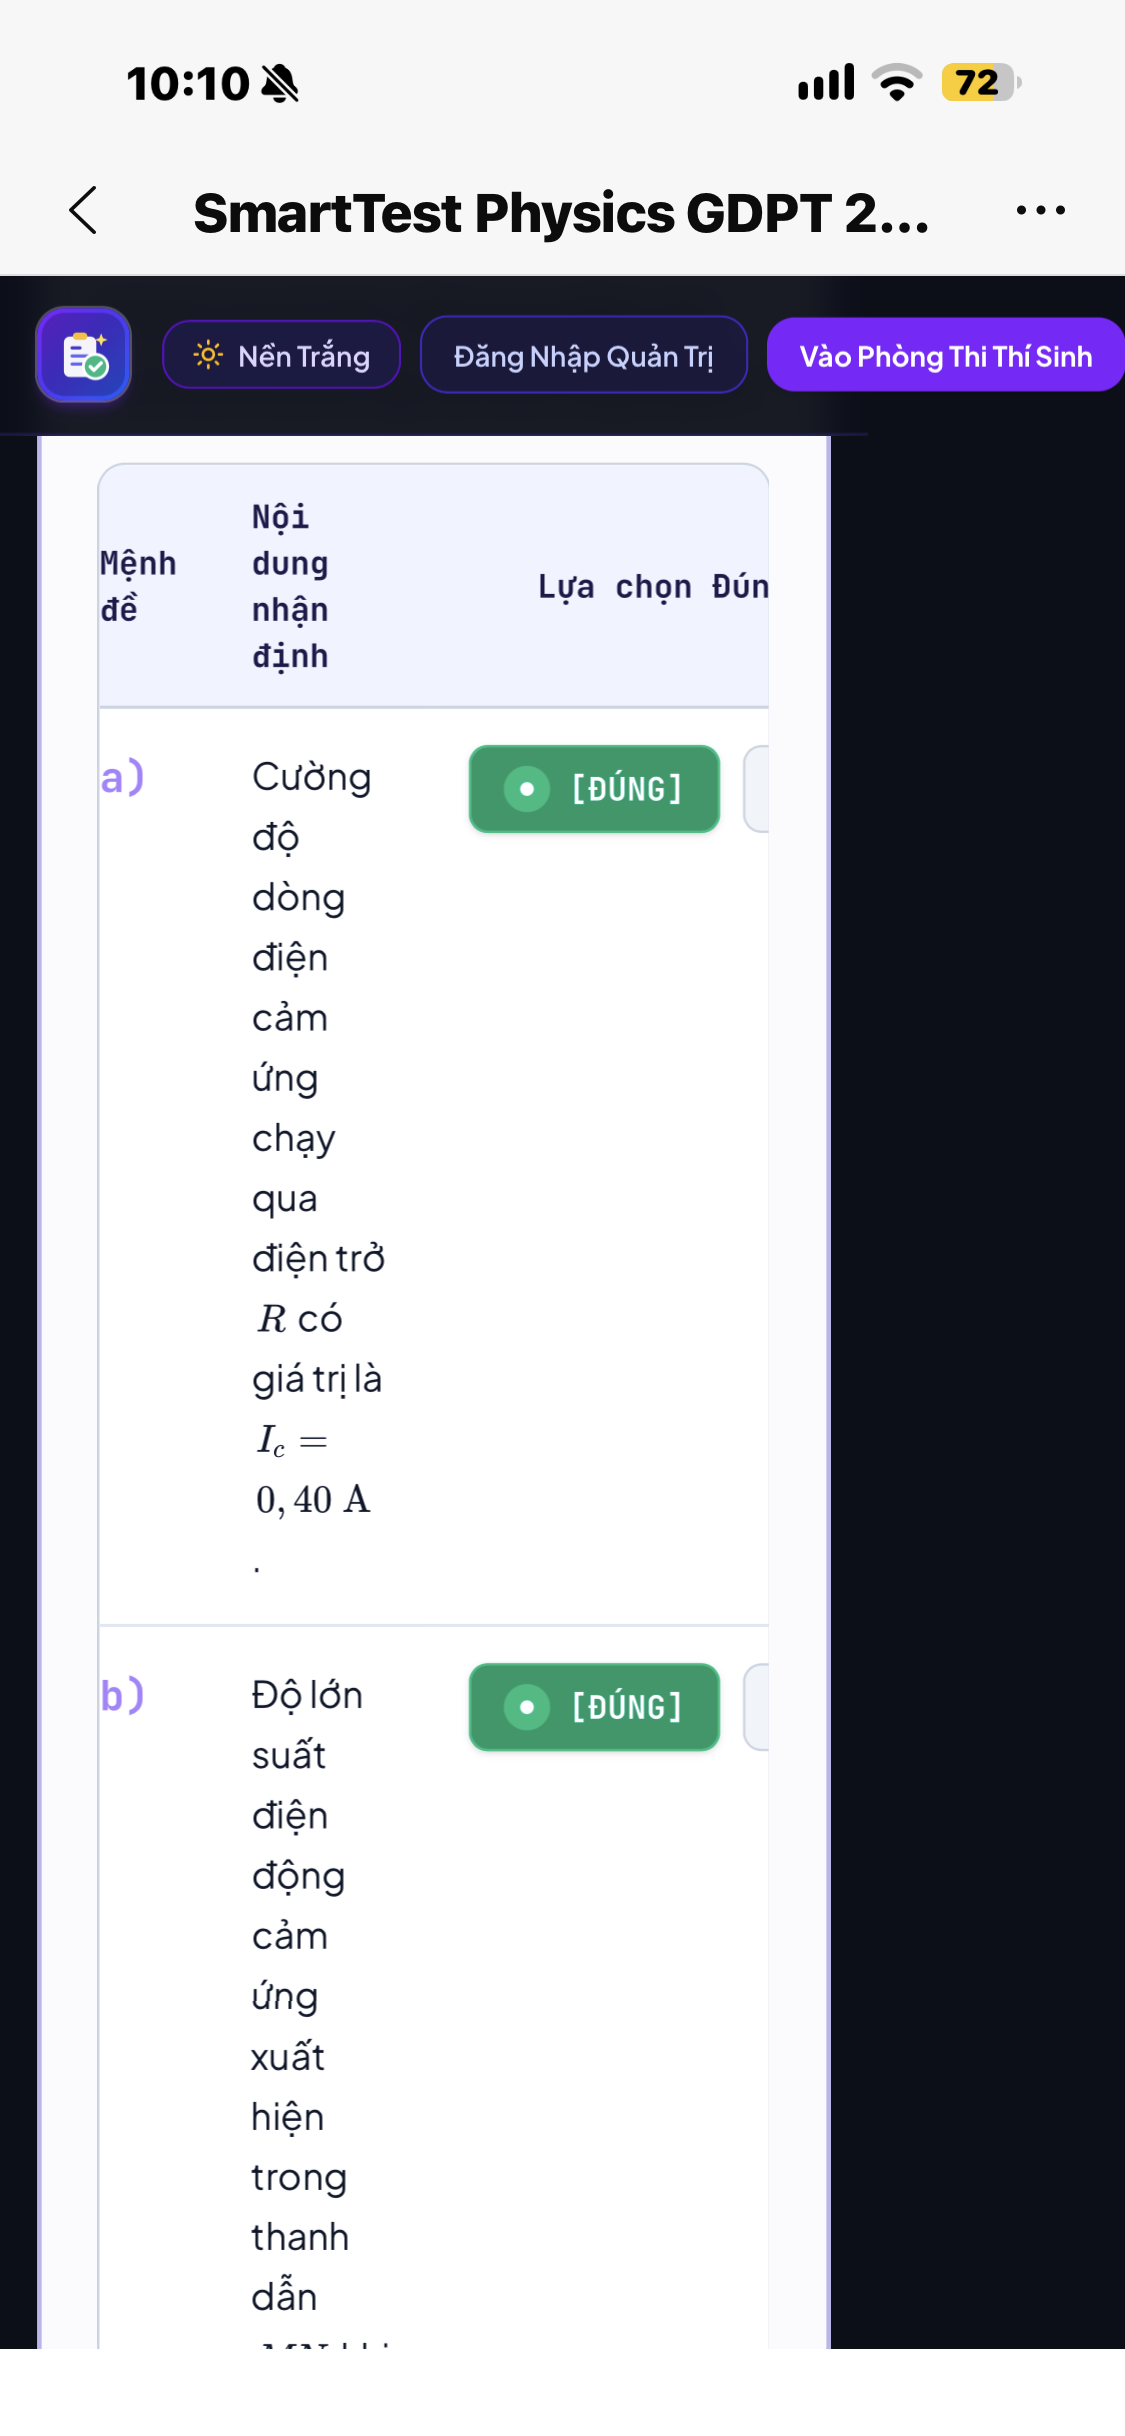 10:10
72
SmartTest Physics GDPT 2...
Nền Trắng
Đăng Nhập Quản Trị
Vào Phòng Thi Thí Sinh
Mệnh đề
Nội dung nhận định
Lựa chọn Đún
a)
Cường
độ
dòng
điện
cảm
ứng
chạy
qua
điện trở
R có
giá trị là
I_c =
0,40 A
.
[ĐÚNG]
b)
Độ lớn
suất
điện
động
cảm
ứng
xuất
hiện
trong
thanh
dẫn
[ĐÚNG]